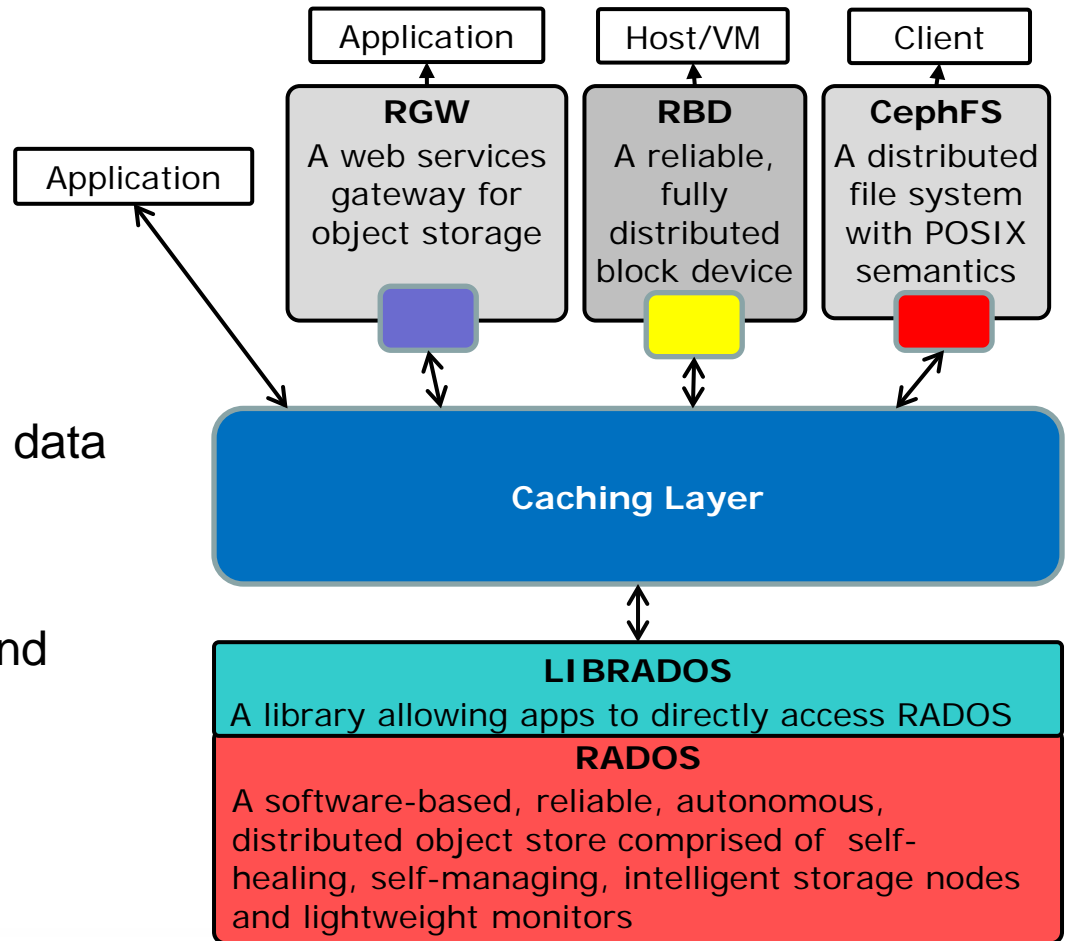 Application
Host/VM
Client
RGW
A web services
gateway for
object storage
RBD
A reliable,
fully
distributed
block device
CephFS
A distributed
file system
with POSIX
semantics
Application
data
Caching Layer
nd
LIBRADOS
A library allowing apps to directly access RADOS
RADOS
A software-based, reliable, autonomous,
distributed object store comprised of self-
healing, self-managing, intelligent storage nodes
and lightweight monitors